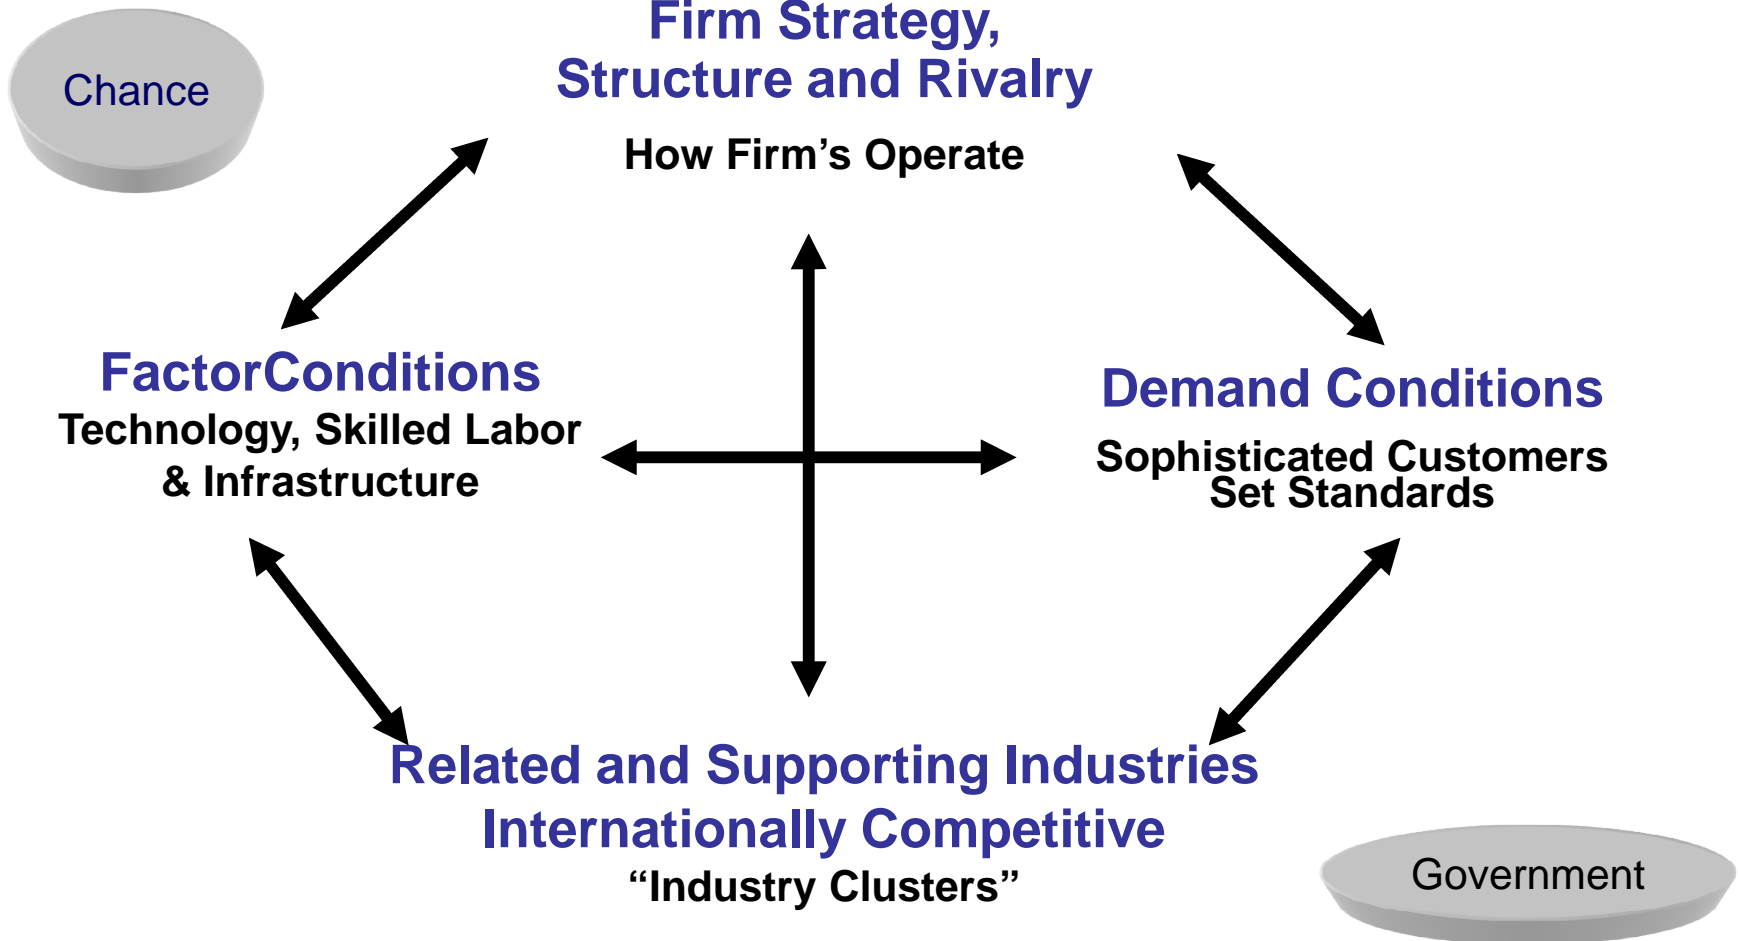 Firm Strategy,
Structure and Rivalry
Chance
How Firm’s Operate
FactorConditions
Technology, Skilled Labor
& Infrastructure
Demand Conditions
Sophisticated Customers
Set Standards
Related and Supporting Industries
Internationally Competitive
“Industry Clusters”
Government